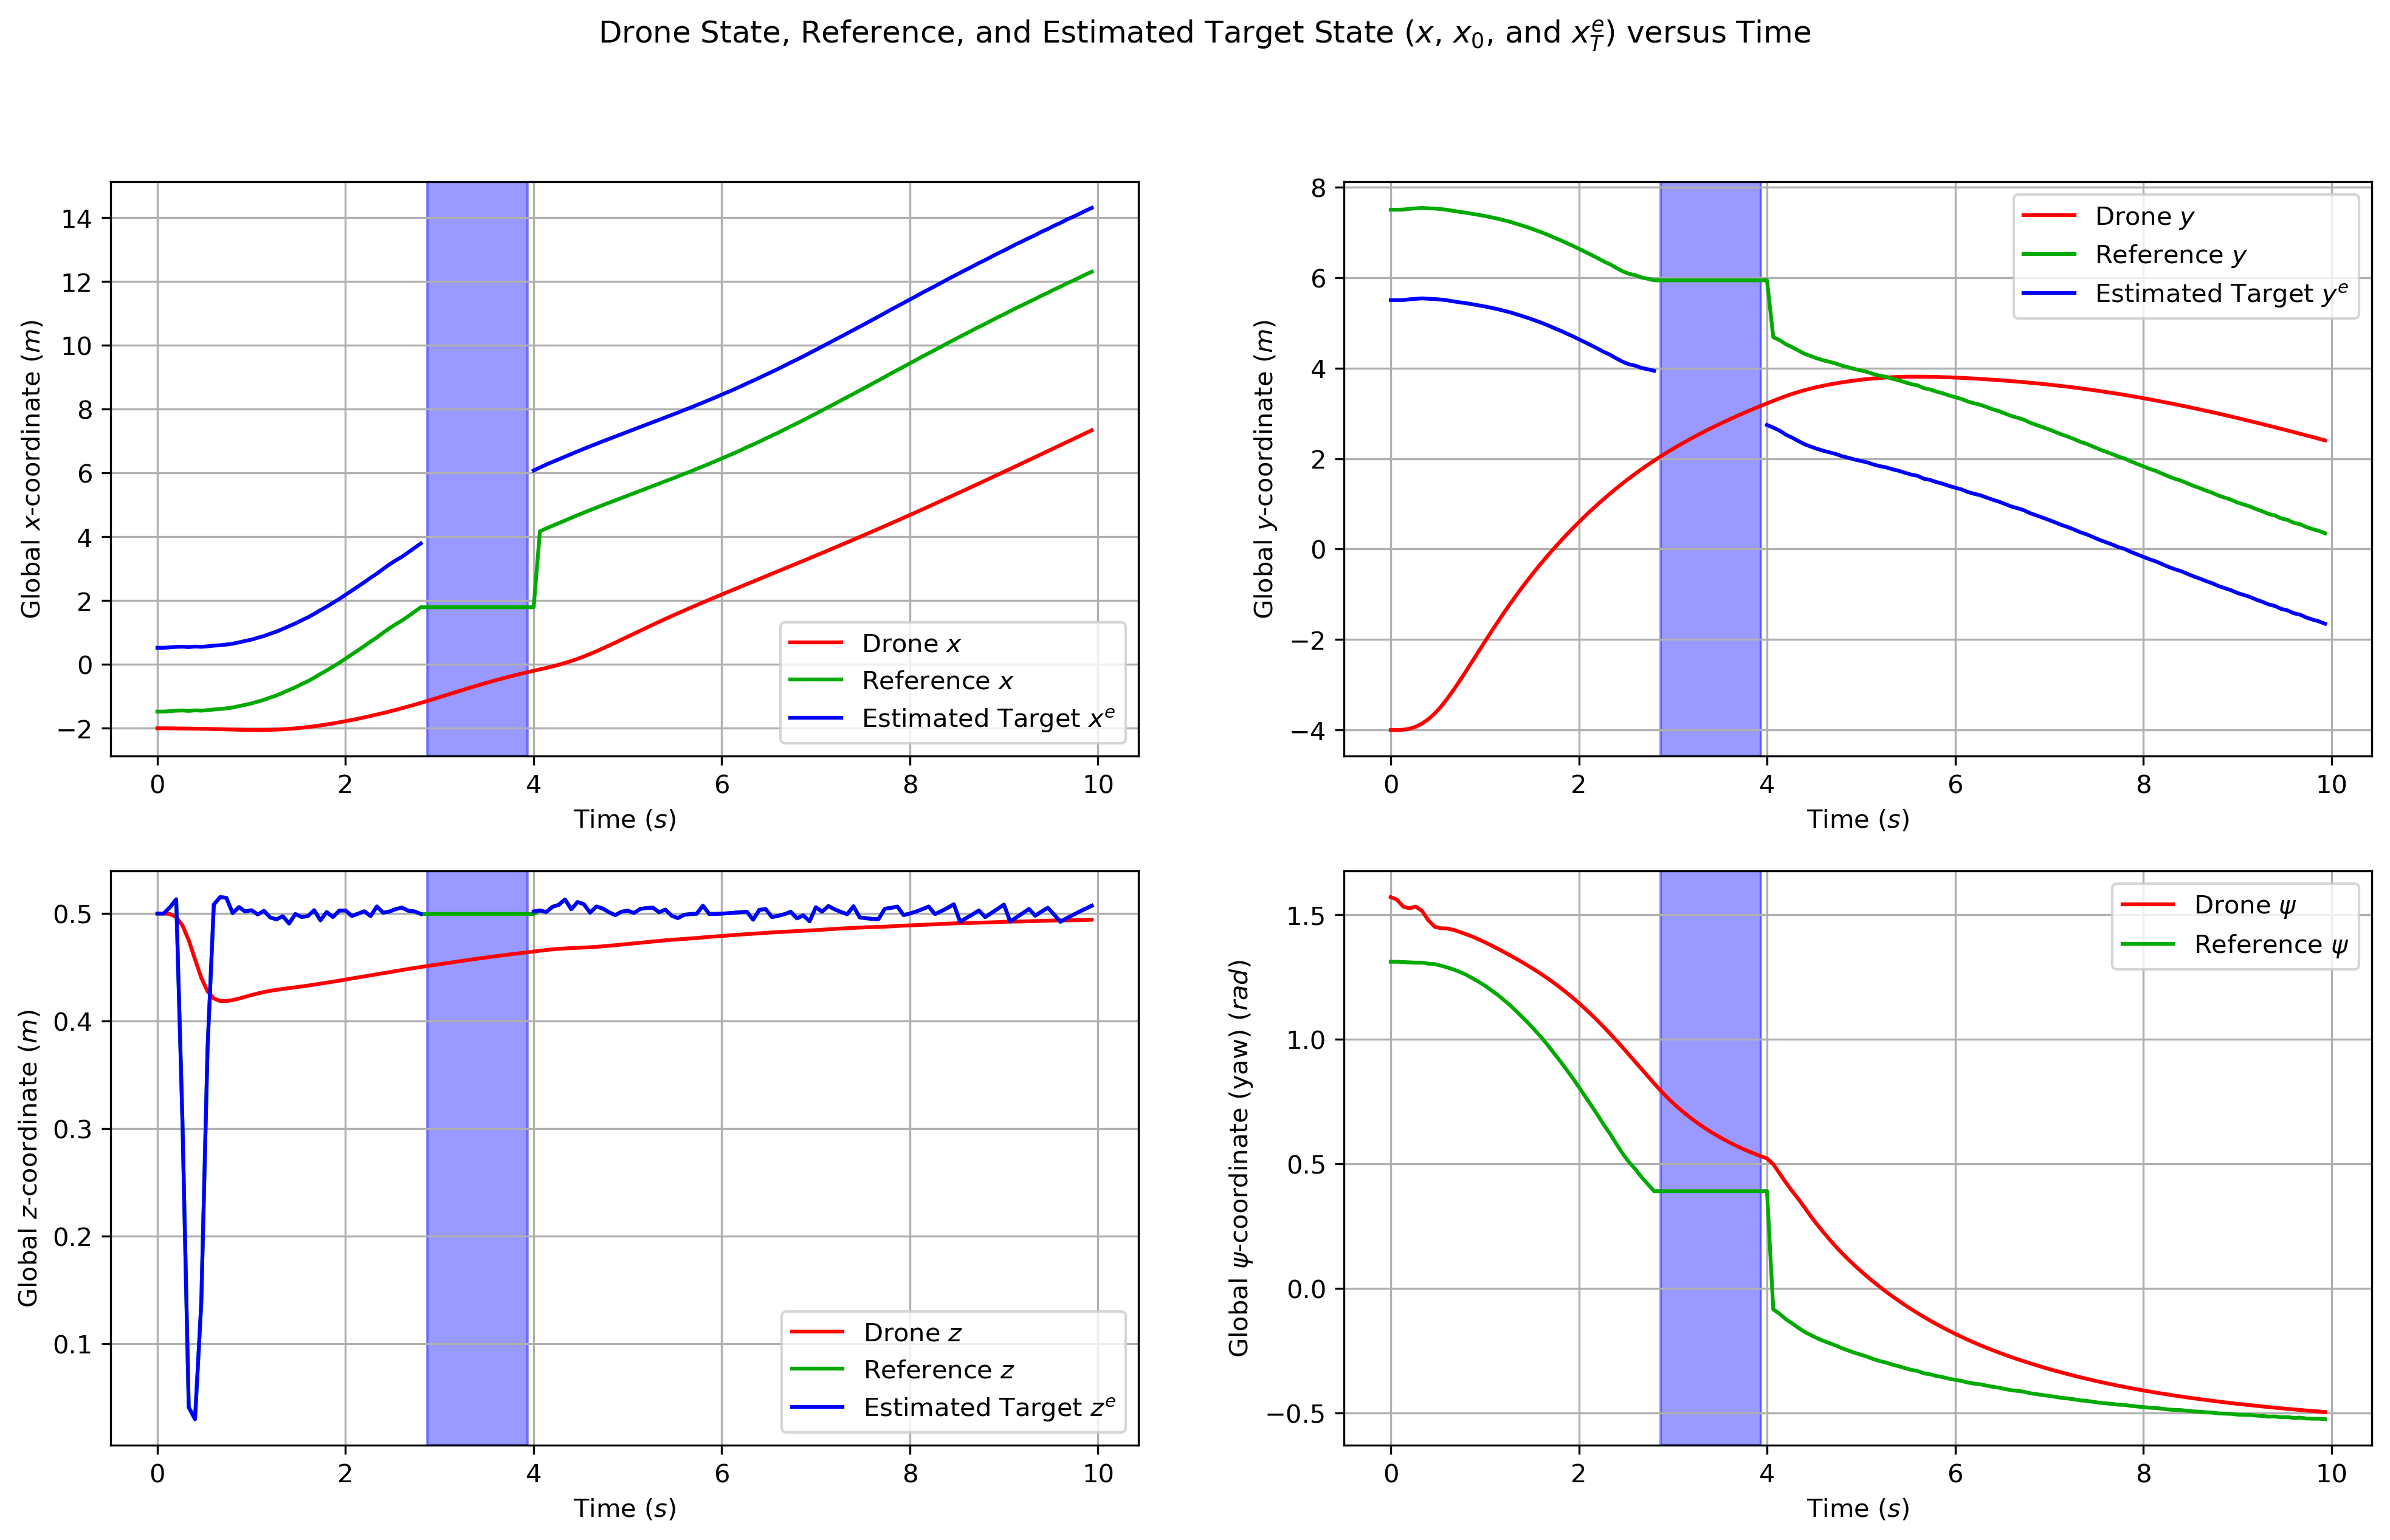 Drone State, Reference, and Estimated Target State (x, x₀, and xᵉ_T) versus Time
Global x-coordinate (m)
14
12
10
8
6
4
2
0
−2
0 2 4 6 8 10
Time (s)
Drone x
Reference x
Estimated Target xᵉ
Global y-coordinate (m)
8
6
4
2
0
−2
−4
0 2 4 6 8 10
Time (s)
Drone y
Reference y
Estimated Target yᵉ
Global z-coordinate (m)
0.5
0.4
0.3
0.2
0.1
0 2 4 6 8 10
Time (s)
Drone z
Reference z
Estimated Target zᵉ
Global ψ-coordinate (yaw) (rad)
1.5
1.0
0.5
0.0
−0.5
0 2 4 6 8 10
Time (s)
Drone ψ
Reference ψ